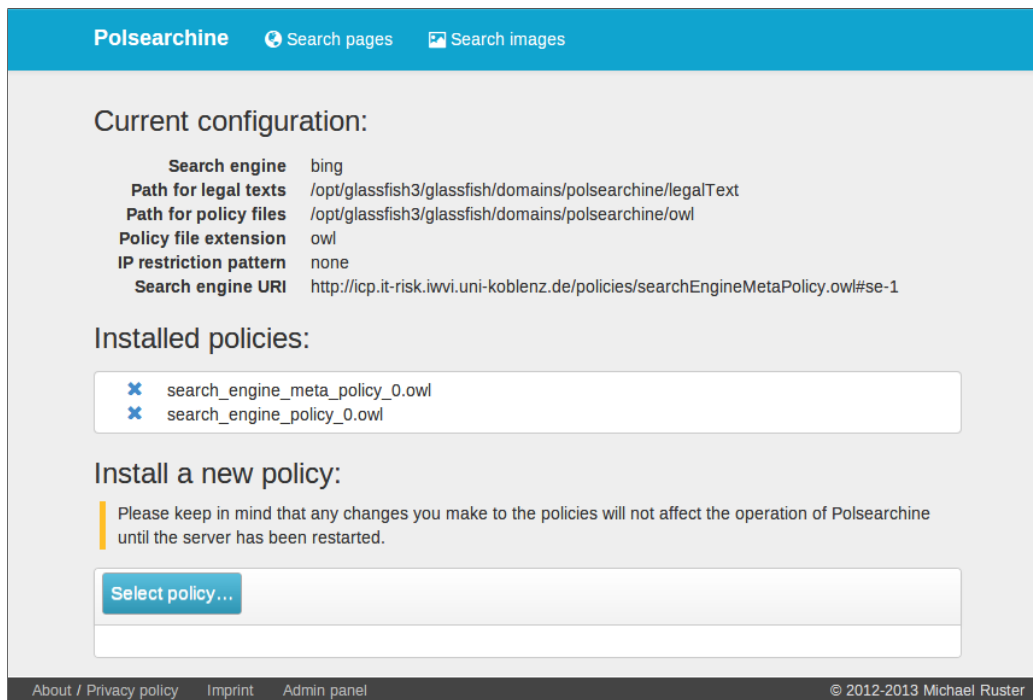 Polsearchine Search pages Search images
Current configuration:
Search engine bing
Path for legal texts /opt/glassfish3/glassfish/domains/polsearchine/legalText
Path for policy files /opt/glassfish3/glassfish/domains/polsearchine/owl
Policy file extension owl
IP restriction pattern none
Search engine URI http://icp.it-risk.iwvi.uni-koblenz.de/policies/searchEngineMetaPolicy.owl#se-1
Installed policies:
search_engine_meta_policy_0.owl
search_engine_policy_0.owl
Install a new policy:
Please keep in mind that any changes you make to the policies will not affect the operation of Polsearchine
until the server has been restarted.
Select policy...
About / Privacy policy Imprint Admin panel © 2012-2013 Michael Ruster